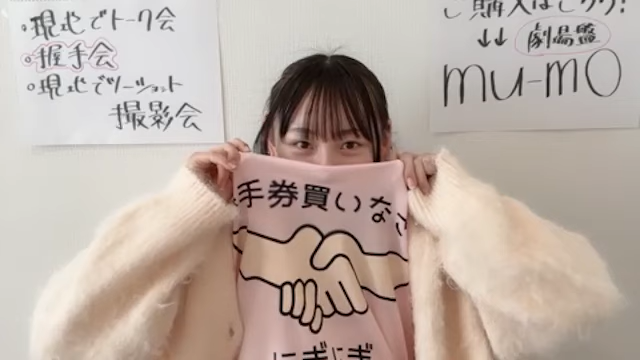 ・現地でトーク会
・握手会
・現地でツーショット
撮影会
ご購入はこちら!
↓↓ 劇場盤
mu-mo
手券買いなさ
にぎにぎ